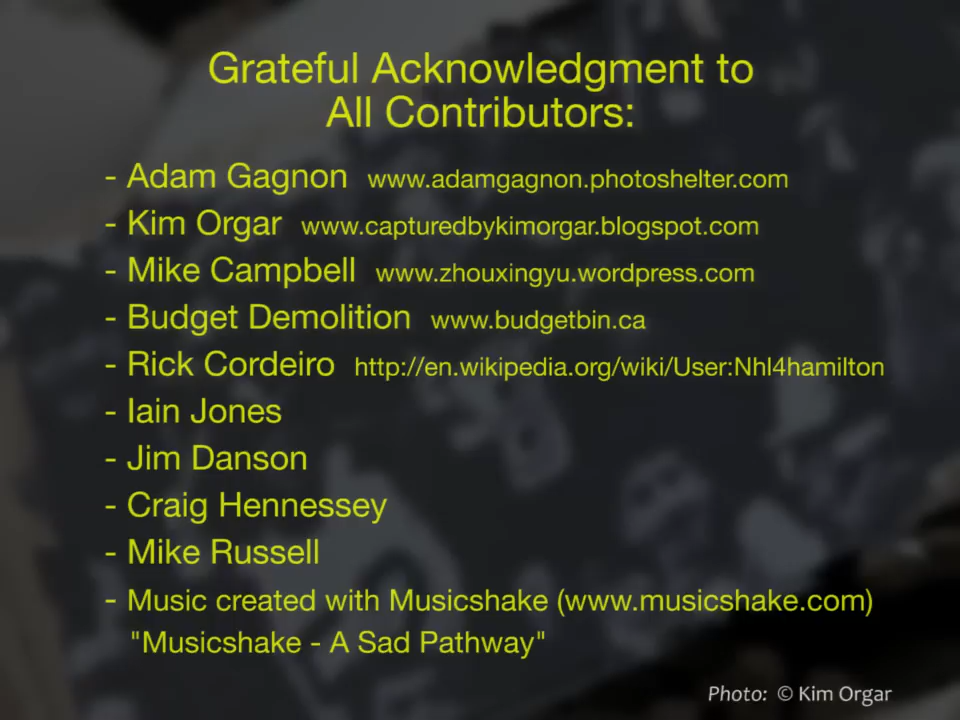 Grateful Acknowledgment to
All Contributors:
- Adam Gagnon www.adamgagnon.photoshelter.com
- Kim Orgar www.capturedbykimorgar.blogspot.com
- Mike Campbell www.zhouxingyu.wordpress.com
- Budget Demolition www.budgetbin.ca
- Rick Cordeiro http://en.wikipedia.org/wiki/User:Nhl4hamilton
- Iain Jones
- Jim Danson
- Craig Hennessey
- Mike Russell
- Music created with Musicshake (www.musicshake.com)
"Musicshake - A Sad Pathway"
Photo: © Kim Orgar